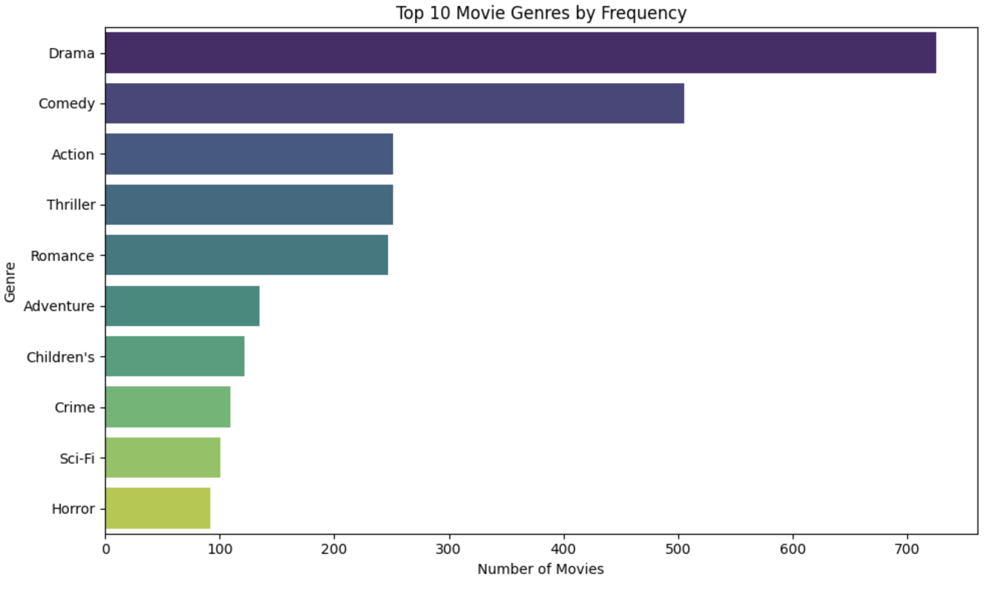 Top 10 Movie Genres by Frequency
Genre
Drama
Comedy
Action
Thriller
Romance
Adventure
Children's
Crime
Sci-Fi
Horror
0 100 200 300 400 500 600 700
Number of Movies